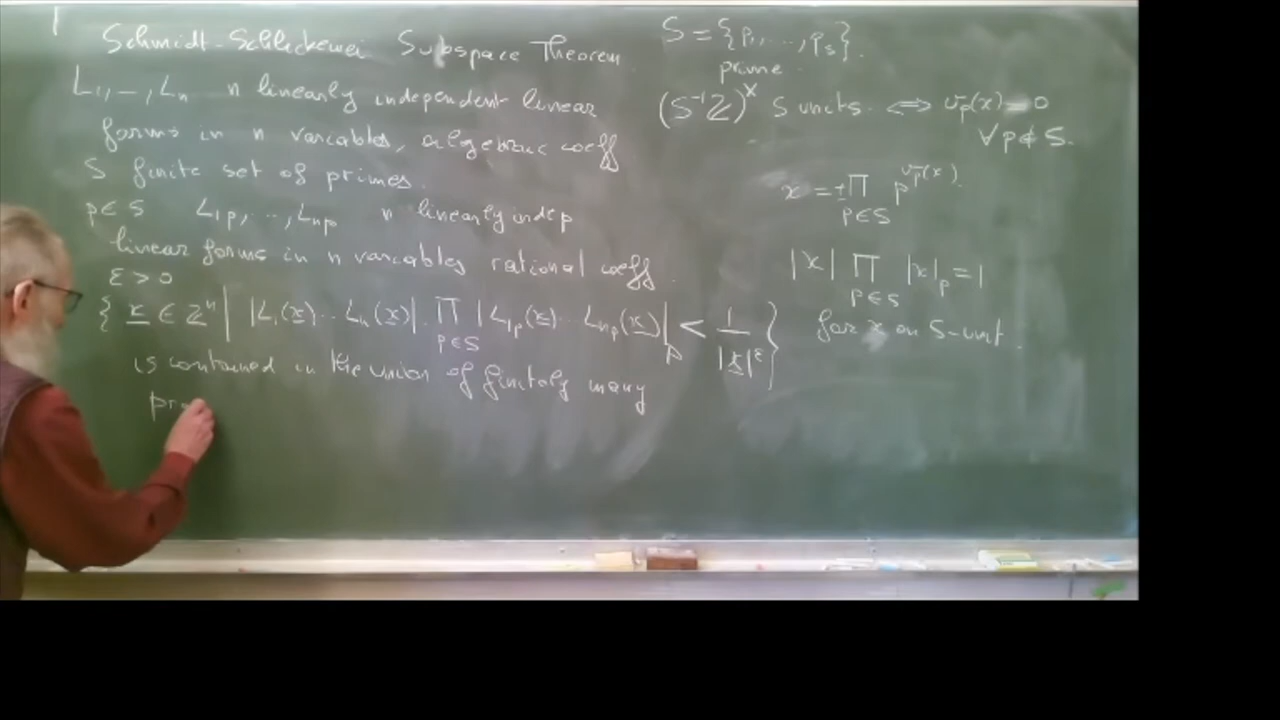 Schmidt-Schlickewei Subspace Theorem
L₁, –, Lₙ n linearly independent linear
forms in n variables, algebraic coeff
S finite set of primes.
p ∈ S L₁ₚ, ..., Lₙₚ n linearly indep
linear forms in n variables rational coeff.
ε > 0
{ x ∈ ℤⁿ | |L₁(x)...Lₙ(x)| . ∏ p∈S |L₁ₚ(x)...Lₙₚ(x)|ₚ < 1/|x|^ε }
is contained in the union of finitely many
pro
S = {p₁, ..., pₛ}.
prime
(S⁻¹ℤ)^× S units. ⟺ vₚ(x) = 0
∀ p ∉ S.
x = ± ∏ p∈S p^{vₚ(x)}.
|x| ∏ p∈S |x|ₚ = 1
for x an S-unit.